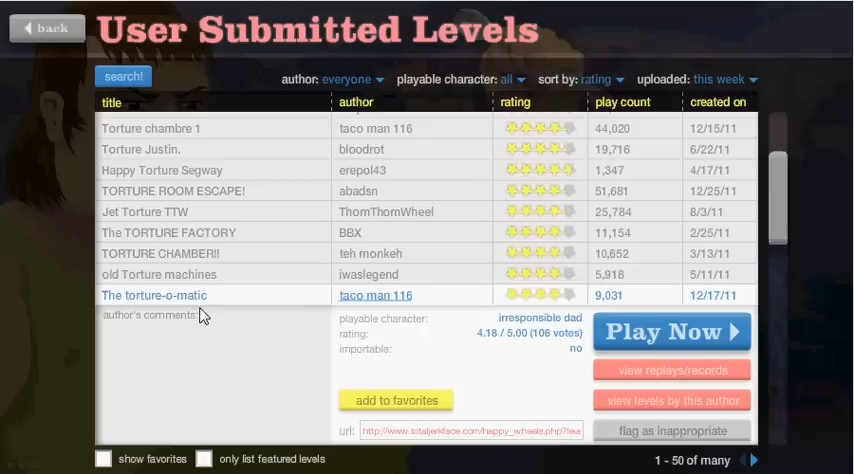 back
User Submitted Levels
search!
author: everyone playable character: all sort by: rating uploaded: this week
title author rating play count created on
Torture chambre 1 taco man 116 44,020 12/15/11
Torture Justin. bloodrot 19,716 6/22/11
Happy Torture Segway erepol43 1,347 4/17/11
TORTURE ROOM ESCAPE! abadsn 51,681 12/25/11
Jet Torture TTW ThomThomWheel 25,784 8/3/11
The TORTURE FACTORY BBX 11,154 2/25/11
TORTURE CHAMBER!! teh monkeh 10,652 3/13/11
old Torture machines iwaslegend 5,918 5/11/11
The torture-o-matic taco man 116 9,031 12/17/11
author's comments:
playable character: irresponsible dad
rating: 4.18 / 5.00 (106 votes)
importable: no
Play Now
view replays/records
add to favorites
view levels by this author
url: http://www.totaljerkface.com/happy_wheels.php?leve
flag as inappropriate
show favorites only list featured levels
1 - 50 of many